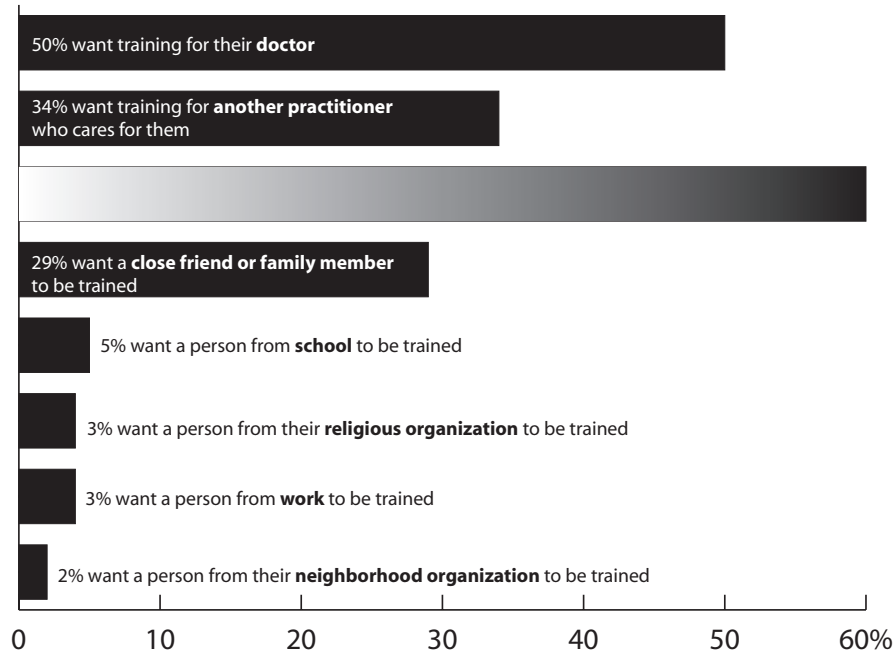 50% want training for their doctor
34% want training for another practitioner
who cares for them
29% want a close friend or family member
to be trained
5% want a person from school to be trained
3% want a person from their religious organization to be trained
3% want a person from work to be trained
2% want a person from their neighborhood organization to be trained
0 10 20 30 40 50 60%